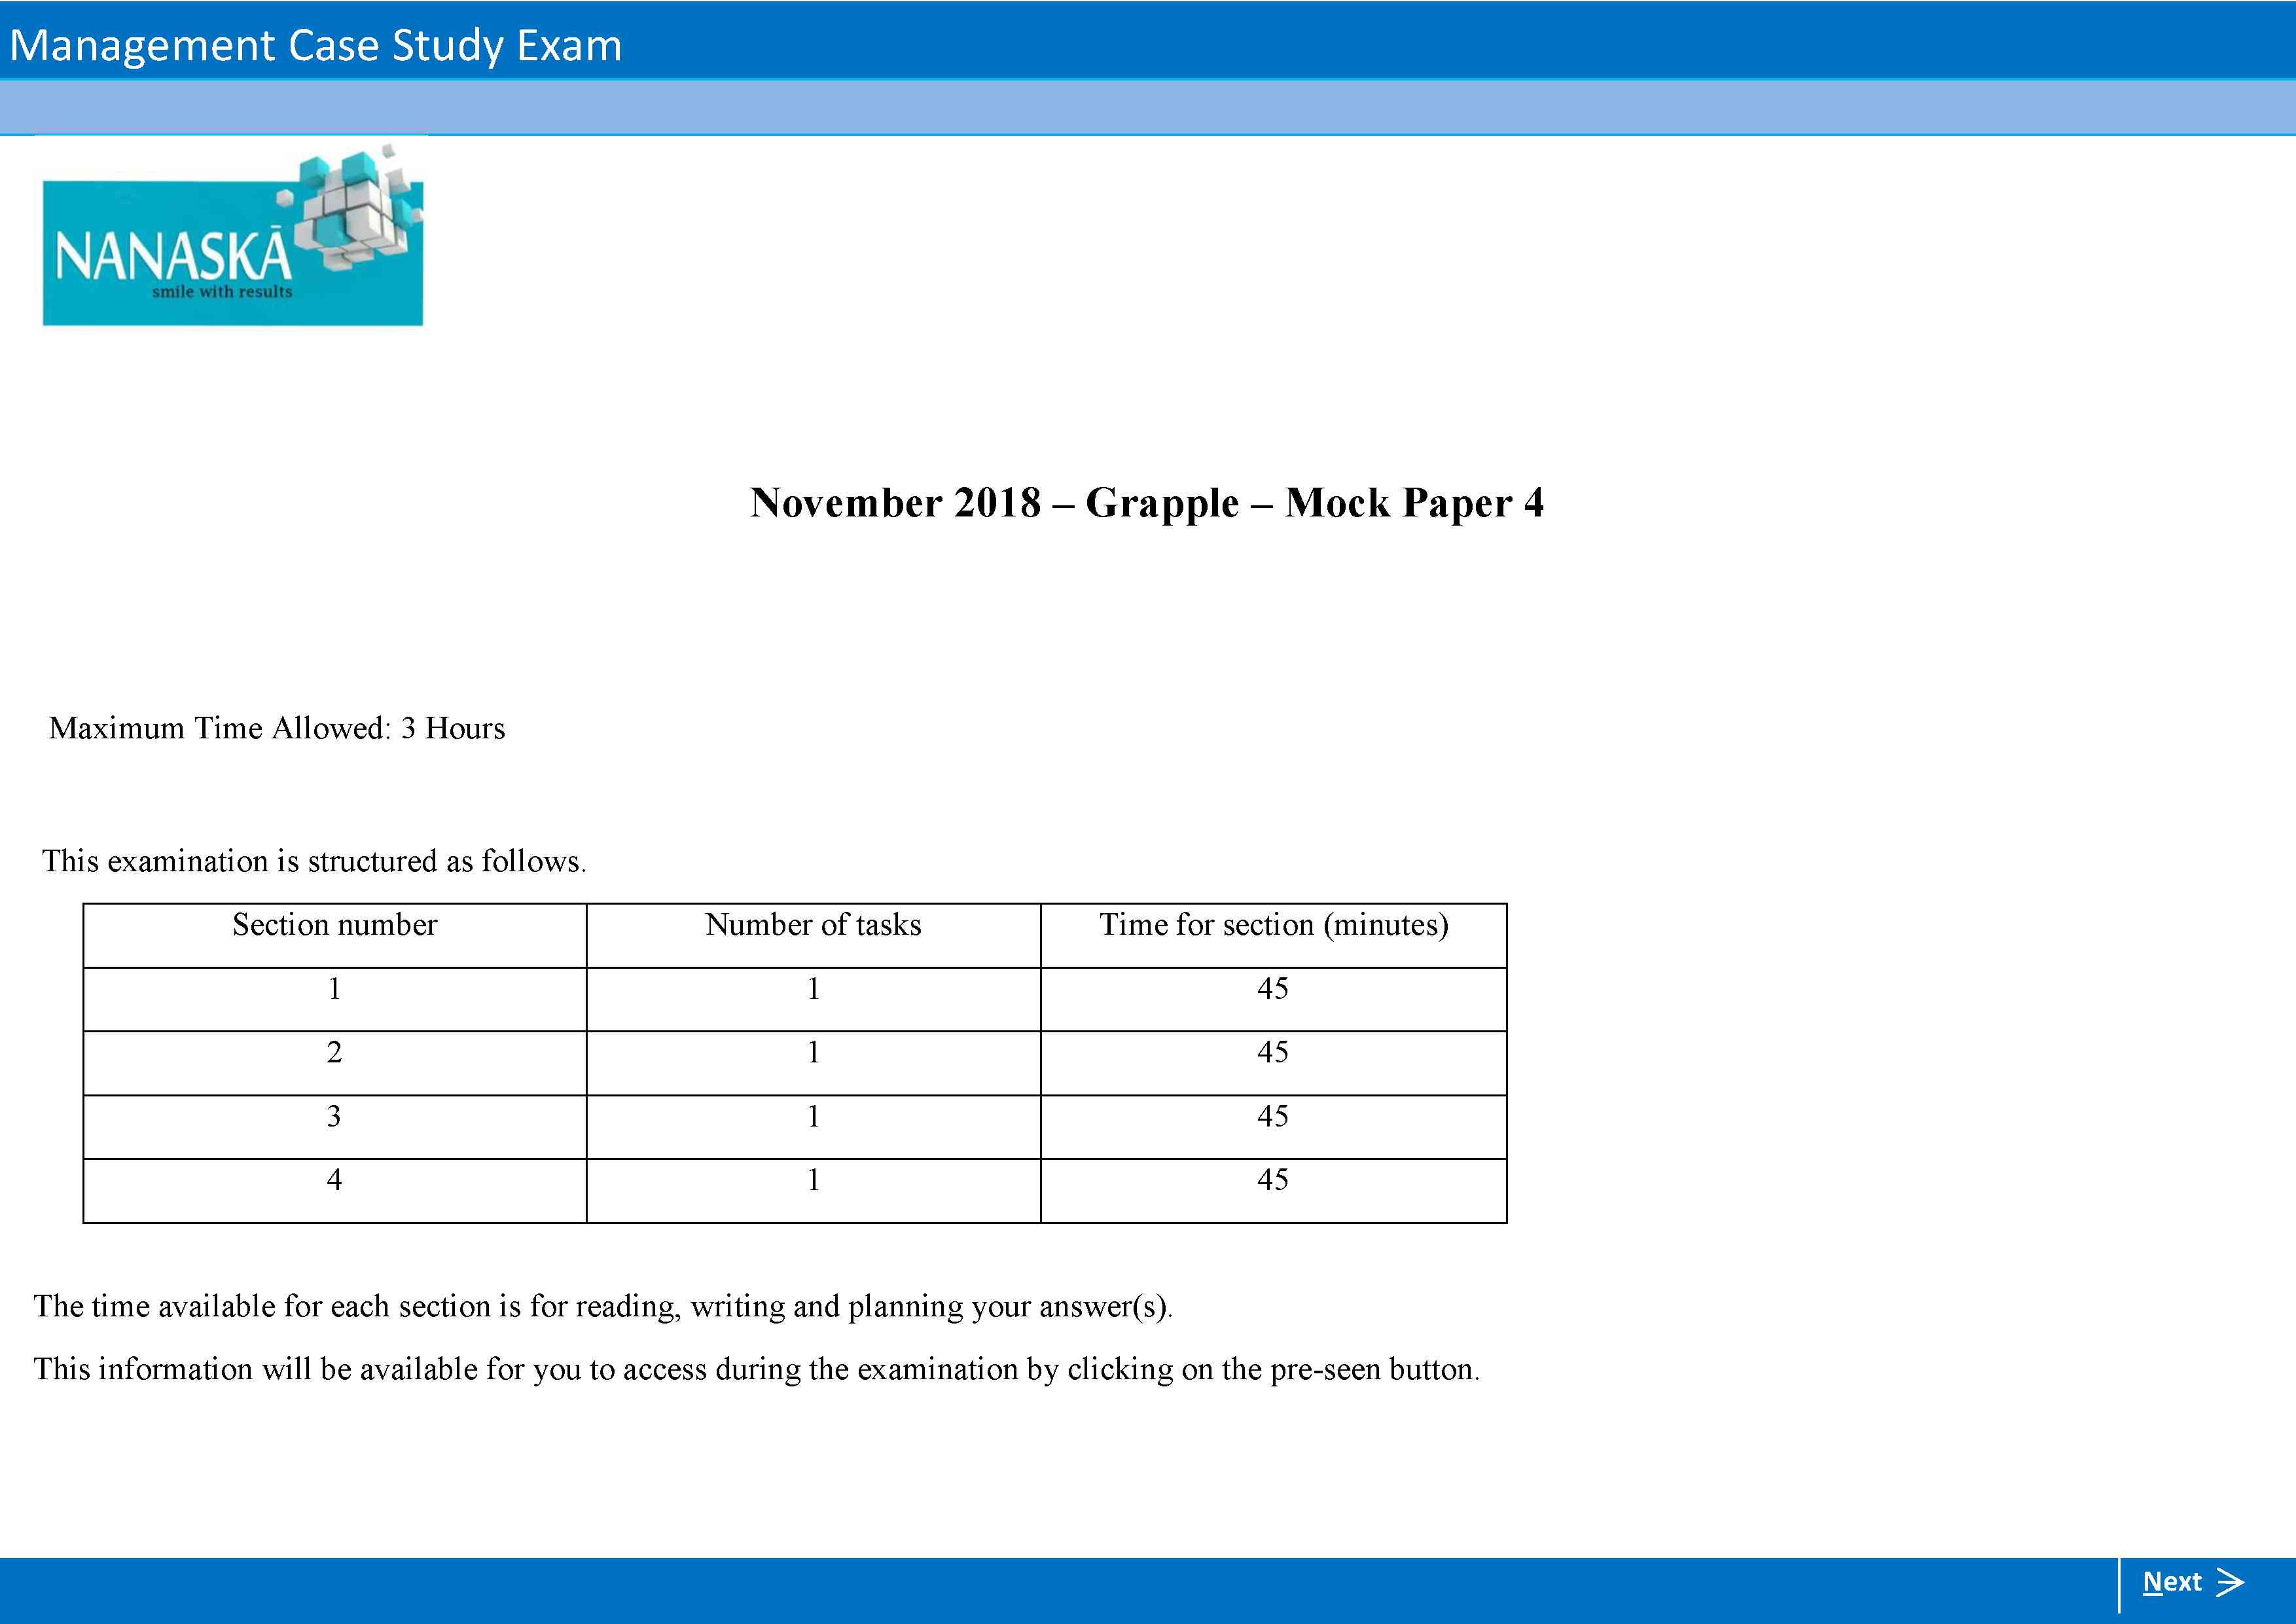 Management Case Study Exam
NANASKĀ
smile with results
November 2018 – Grapple – Mock Paper 4
Maximum Time Allowed: 3 Hours
This examination is structured as follows.
Section number Number of tasks Time for section (minutes)
1 1 45
2 1 45
3 1 45
4 1 45
The time available for each section is for reading, writing and planning your answer(s).
This information will be available for you to access during the examination by clicking on the pre-seen button.
Next